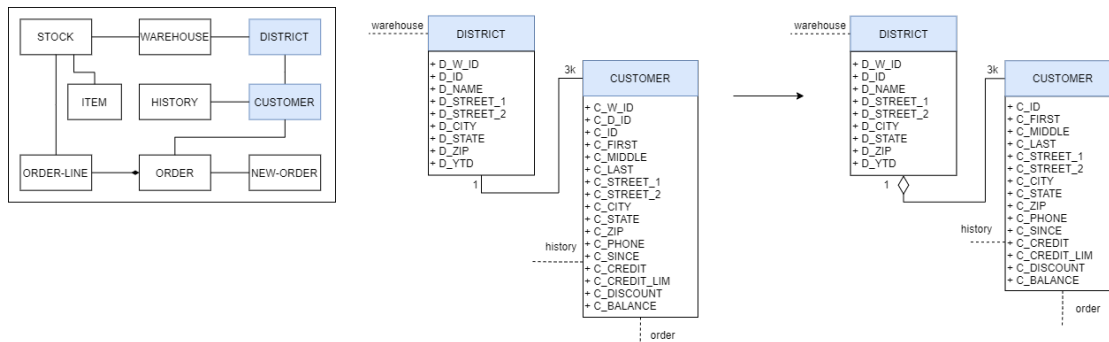 STOCK
WAREHOUSE
DISTRICT
ITEM
HISTORY
CUSTOMER
ORDER-LINE
ORDER
NEW-ORDER
warehouse
DISTRICT
+ D_W_ID
+ D_ID
+ D_NAME
+ D_STREET_1
+ D_STREET_2
+ D_CITY
+ D_STATE
+ D_ZIP
+ D_YTD
1
3k
CUSTOMER
+ C_W_ID
+ C_D_ID
+ C_ID
+ C_FIRST
+ C_MIDDLE
+ C_LAST
+ C_STREET_1
+ C_STREET_2
+ C_CITY
+ C_STATE
+ C_ZIP
+ C_PHONE
+ C_SINCE
+ C_CREDIT
+ C_CREDIT_LIM
+ C_DISCOUNT
+ C_BALANCE
history
order
warehouse
DISTRICT
+ D_W_ID
+ D_ID
+ D_NAME
+ D_STREET_1
+ D_STREET_2
+ D_CITY
+ D_STATE
+ D_ZIP
+ D_YTD
1
3k
CUSTOMER
+ C_ID
+ C_FIRST
+ C_MIDDLE
+ C_LAST
+ C_STREET_1
+ C_STREET_2
+ C_CITY
+ C_STATE
+ C_ZIP
+ C_PHONE
+ C_SINCE
+ C_CREDIT
+ C_CREDIT_LIM
+ C_DISCOUNT
+ C_BALANCE
history
order